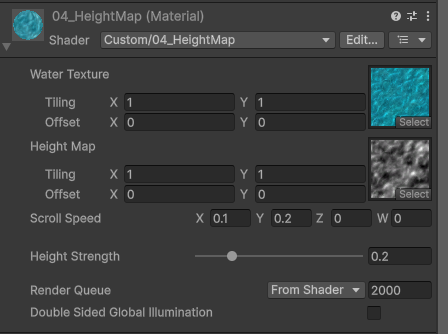 04_HeightMap (Material)
Shader Custom/04_HeightMap Edit...
Water Texture
Tiling X 1 Y 1
Offset X 0 Y 0
Select
Height Map
Tiling X 1 Y 1
Offset X 0 Y 0
Select
Scroll Speed X 0.1 Y 0.2 Z 0 W 0
Height Strength 0.2
Render Queue From Shader 2000
Double Sided Global Illumination